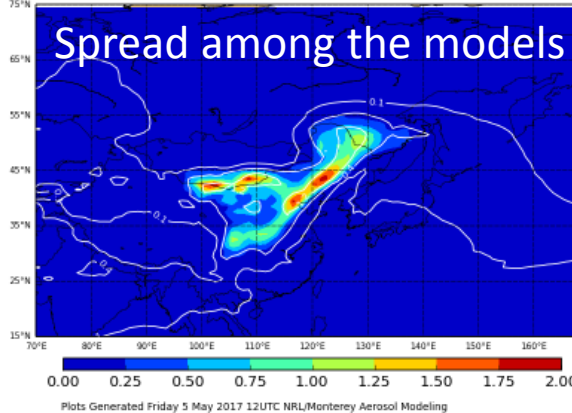 75°N
Spread among the models
65°N
55°N
45°N
35°N
25°N
15°N
0.1
0.1
0.4
70°E 80°E 90°E 100°E 110°E 120°E 130°E 140°E 150°E 160°E
0.00 0.25 0.50 0.75 1.00 1.25 1.50 1.75 2.00
Plots Generated Friday 5 May 2017 12UTC NRL/Monterey Aerosol Modeling